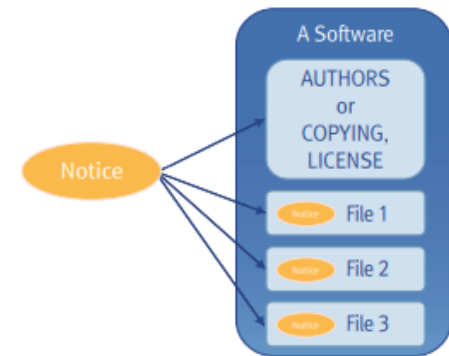 A Software
AUTHORS
or
COPYING,
LICENSE
Notice
Notice File 1
Notice File 2
Notice File 3